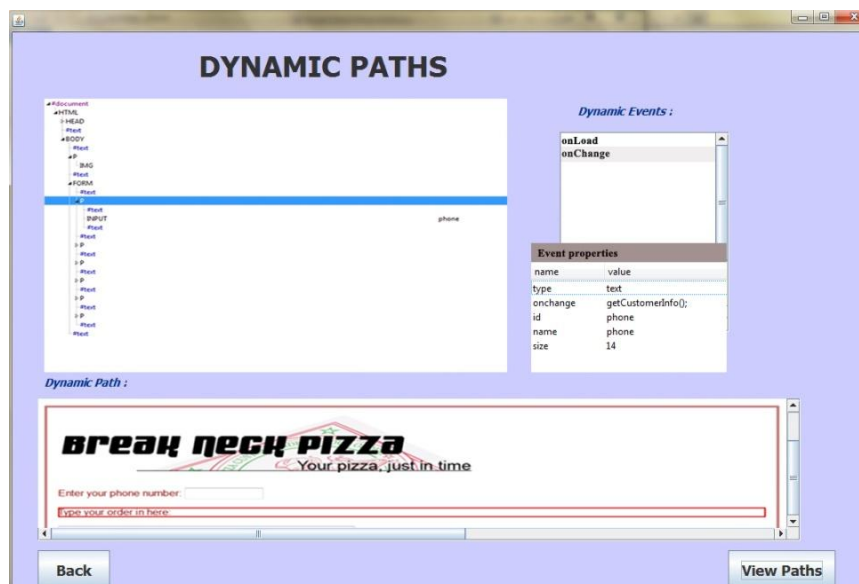 DYNAMIC PATHS
#document
HTML
HEAD
#text
BODY
#text
P
IMG
#text
FORM
#text
P
#text
INPUT phone
#text
#text
P
#text
P
#text
P
#text
P
#text
P
#text
#text
Dynamic Events :
onLoad
onChange
Event properties
name value
type text
onchange getCustomerInfo();
id phone
name phone
size 14
Dynamic Path :
BREAK NECK PIZZA
Your pizza, just in time
Enter your phone number:
Type your order in here:
Back
View Paths